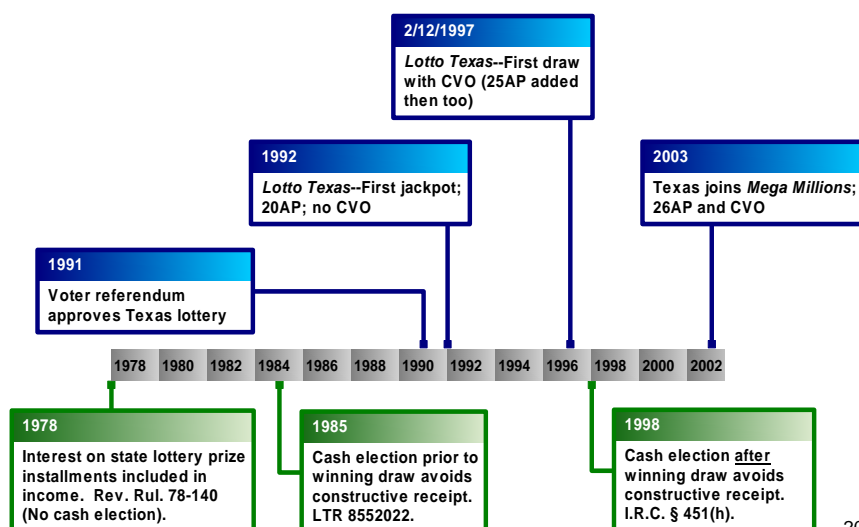 2/12/1997
Lotto Texas--First draw
with CVO (25AP added
then too)
1992
Lotto Texas--First jackpot;
20AP; no CVO
2003
Texas joins Mega Millions;
26AP and CVO
1991
Voter referendum
approves Texas lottery
1978 1980 1982 1984 1986 1988 1990 1992 1994 1996 1998 2000 2002
1978
Interest on state lottery prize
installments included in
income. Rev. Rul. 78-140
(No cash election).
1985
Cash election prior to
winning draw avoids
constructive receipt.
LTR 8552022.
1998
Cash election after
winning draw avoids
constructive receipt.
I.R.C. § 451(h).